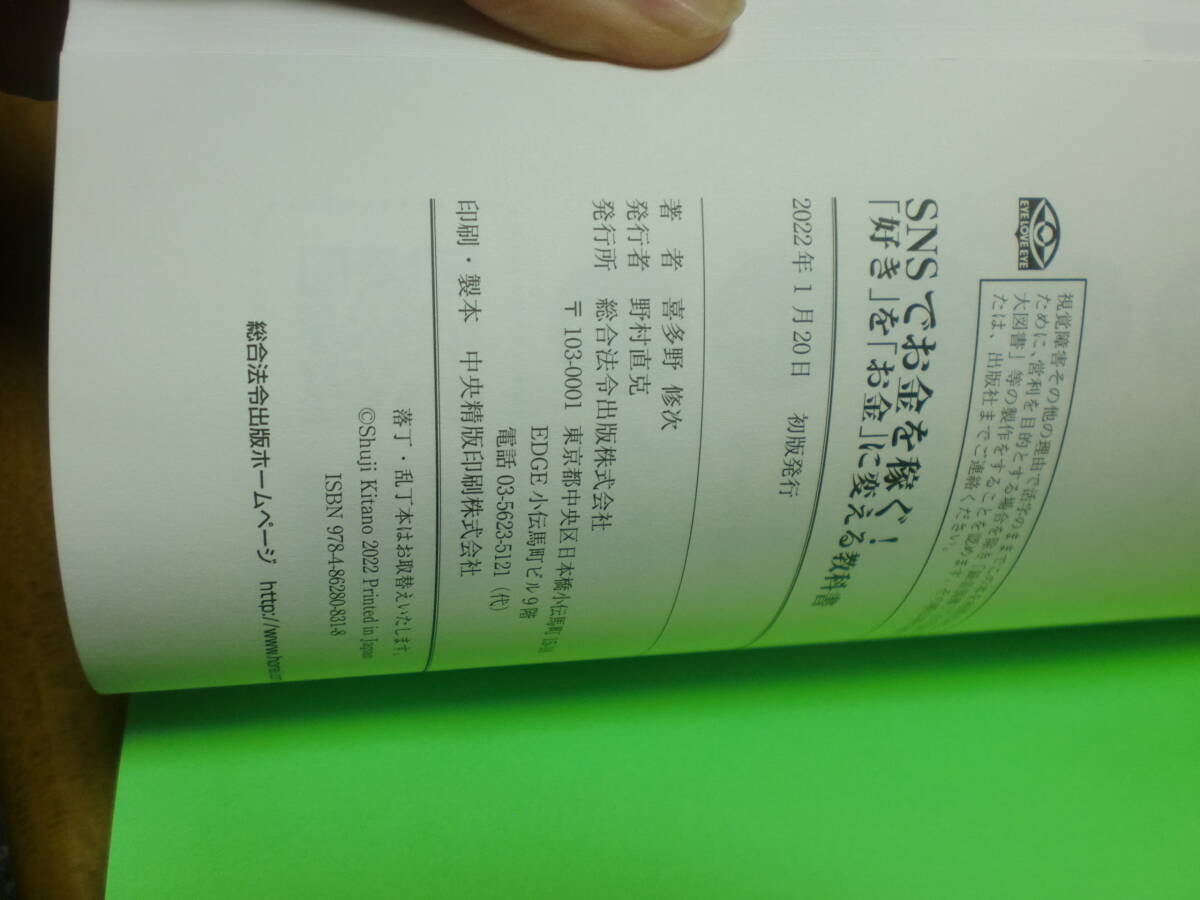 EYE LOVE EYE
視覚障害その他の理由で活字のままでこの本を
ために、営利を目的とする場合を除き
大図書」等の製作をすることを認めます。
たは、出版社までご連絡ください。
SNSでお金を稼ぐ!
「好き」を「お金」に変える教科書
2022年1月20日 初版発行
著 者 喜多野 修次
発行者 野村直克
発行所 総合法令出版株式会社
〒103-0001 東京都中央区日本橋小伝馬町15-18
EDGE小伝馬町ビル9階
電話 03-5623-5121 (代)
印刷・製本 中央精版印刷株式会社
落丁・乱丁本はお取替えいたします。
©Shuji Kitano 2022 Printed in Japan
ISBN 978-4-86280-831-8
総合法令出版ホームページ http://www.horei.co